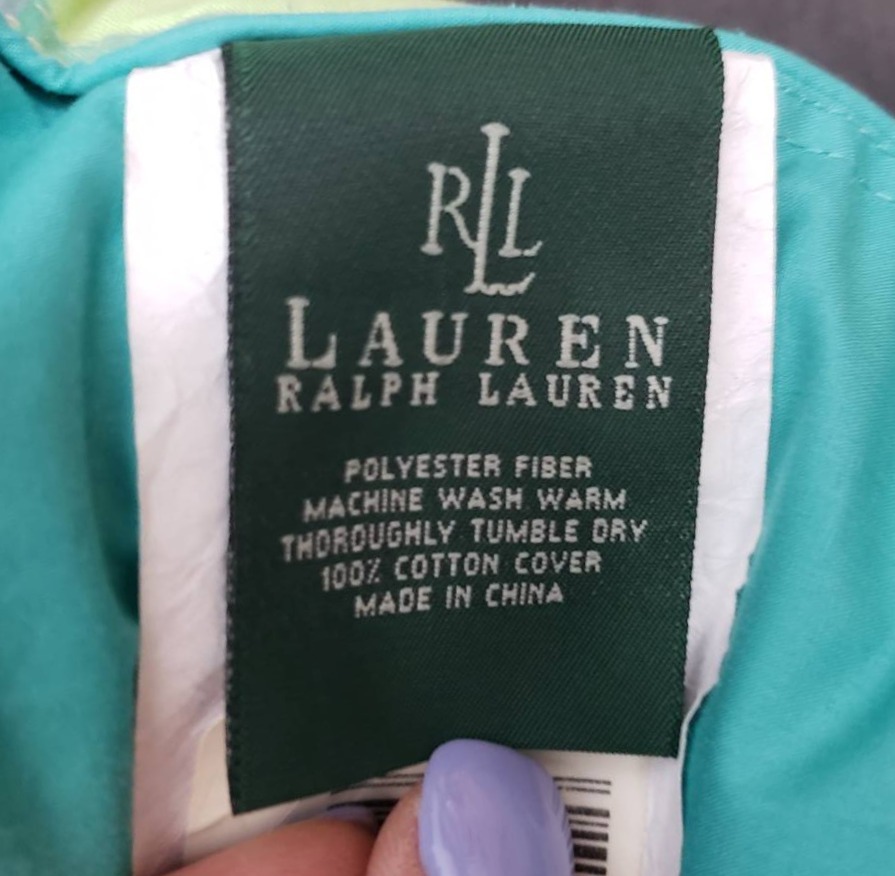 RLL
LAUREN
RALPH LAUREN
POLYESTER FIBER
MACHINE WASH WARM
THOROUGHLY TUMBLE DRY
100% COTTON COVER
MADE IN CHINA